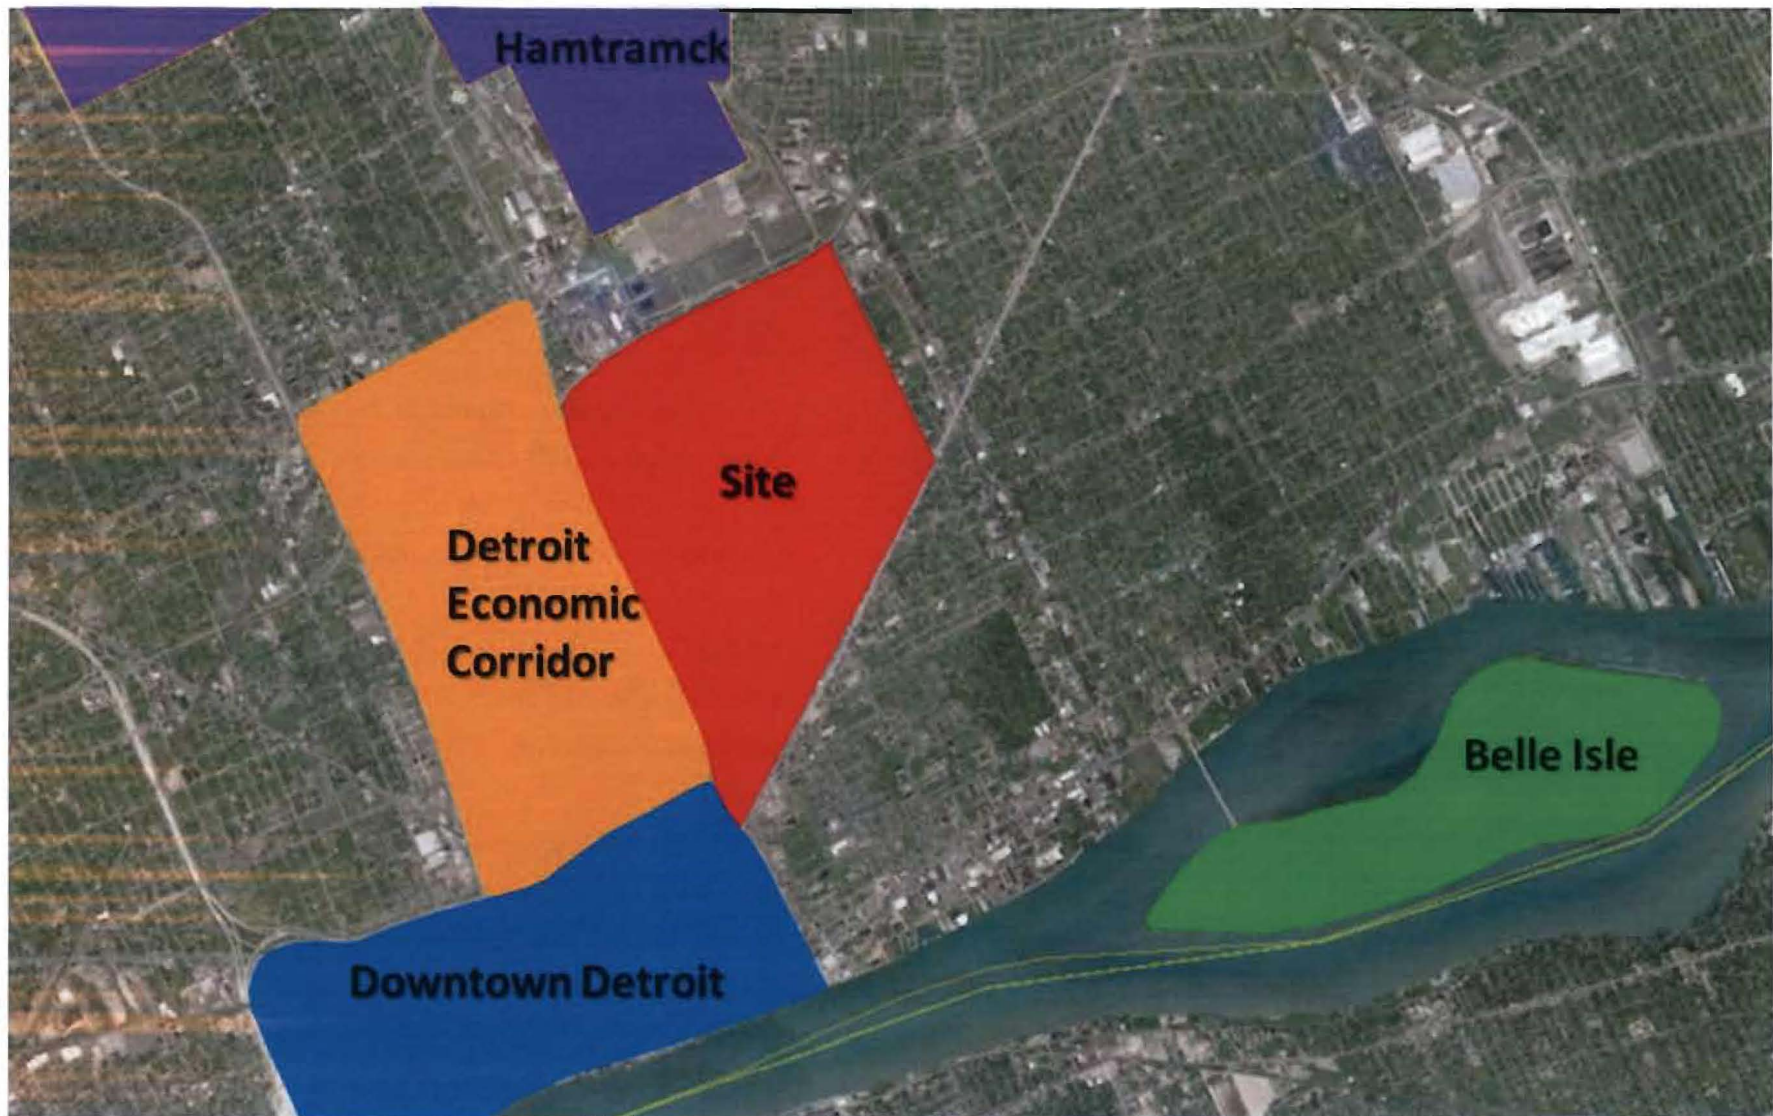 Hamtramck
Site
Detroit
Economic
Corridor
Belle Isle
Downtown Detroit